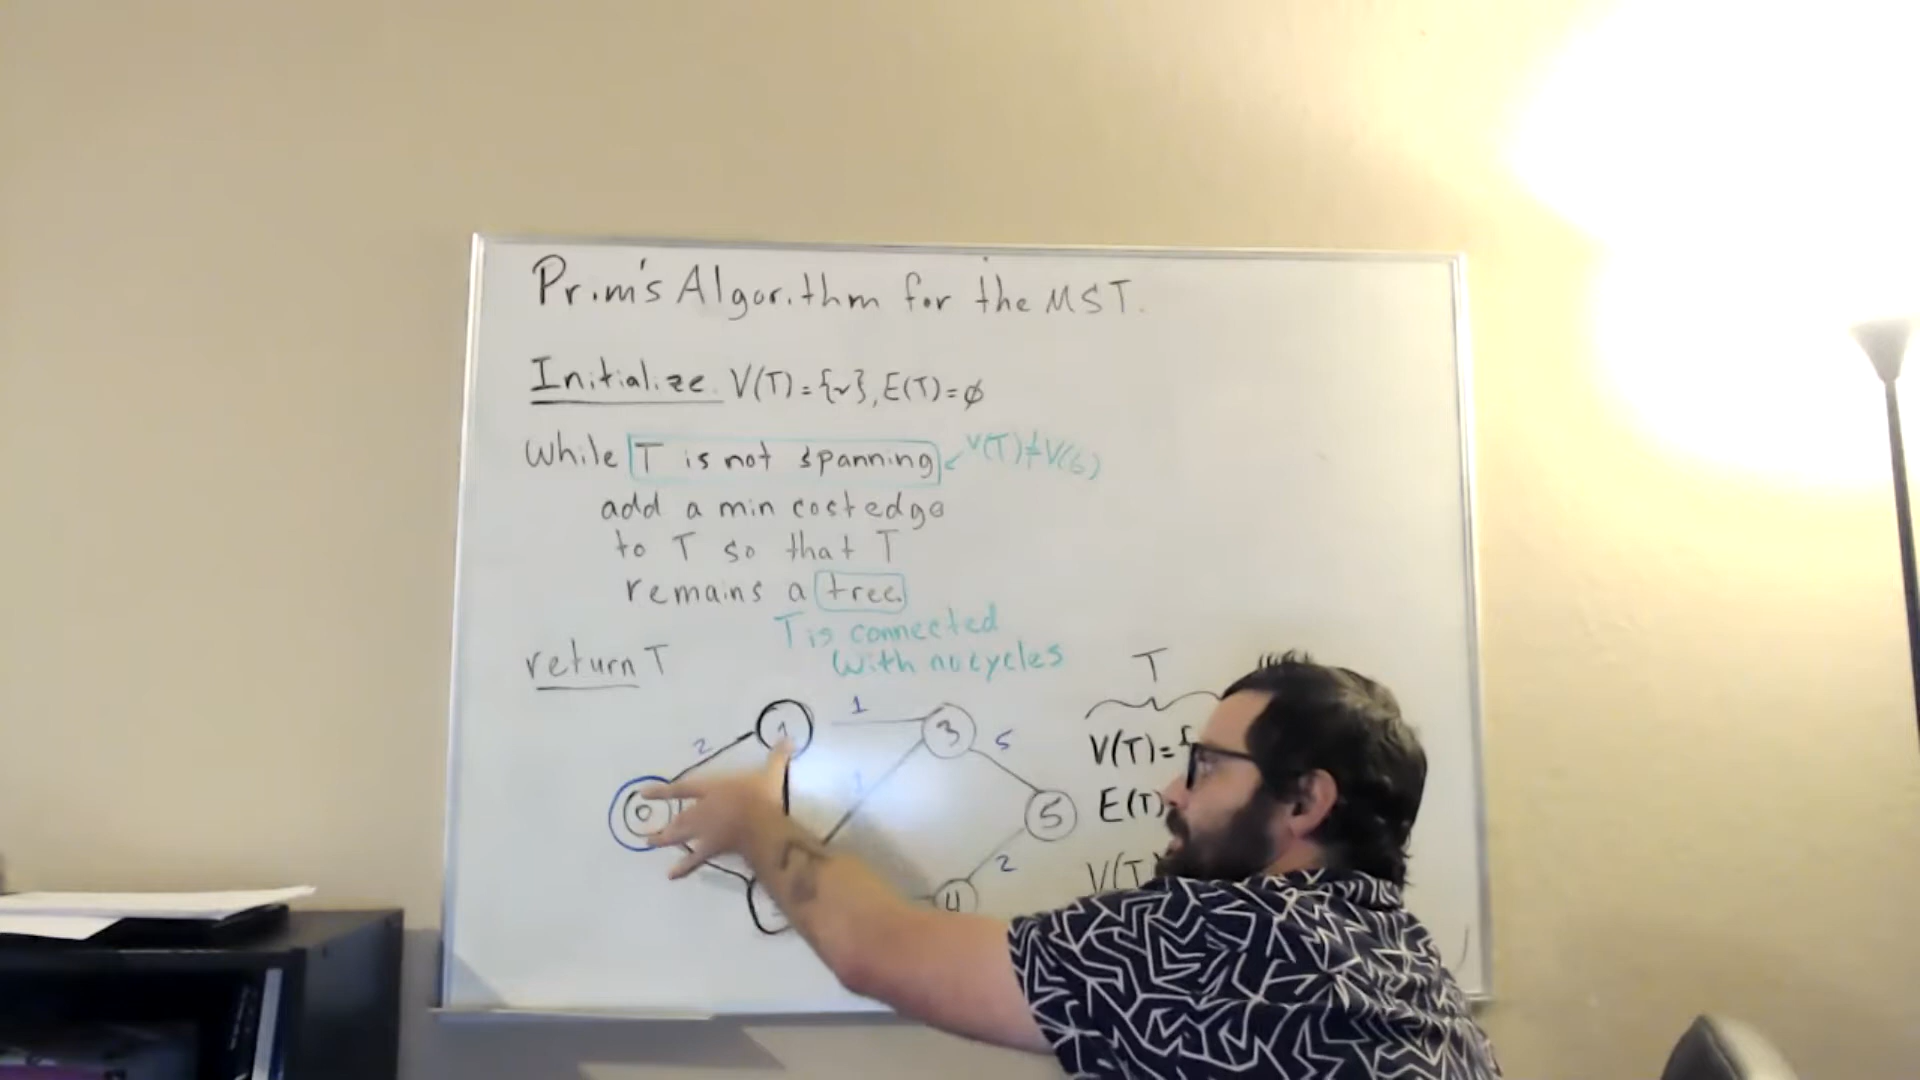 Prim's Algorithm for the MST.
Initialize. V(T) = {v}, E(T) = ∅
While T is not spanning ← V(T) ≠ V(G)
add a min cost edge
to T so that T
remains a tree.
T is connected
with no cycles
return T
T
1
1
3
5
2
V(T) = {
1
0
5
E(T)
2
V(T
4